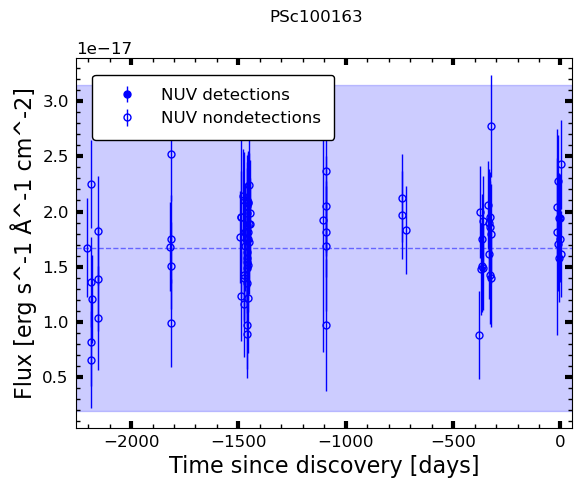 PSc100163
1e−17
NUV detections
NUV nondetections
3.0
2.5
2.0
1.5
1.0
0.5
Flux [erg s^-1 Å^-1 cm^-2]
−2000 −1500 −1000 −500 0
Time since discovery [days]